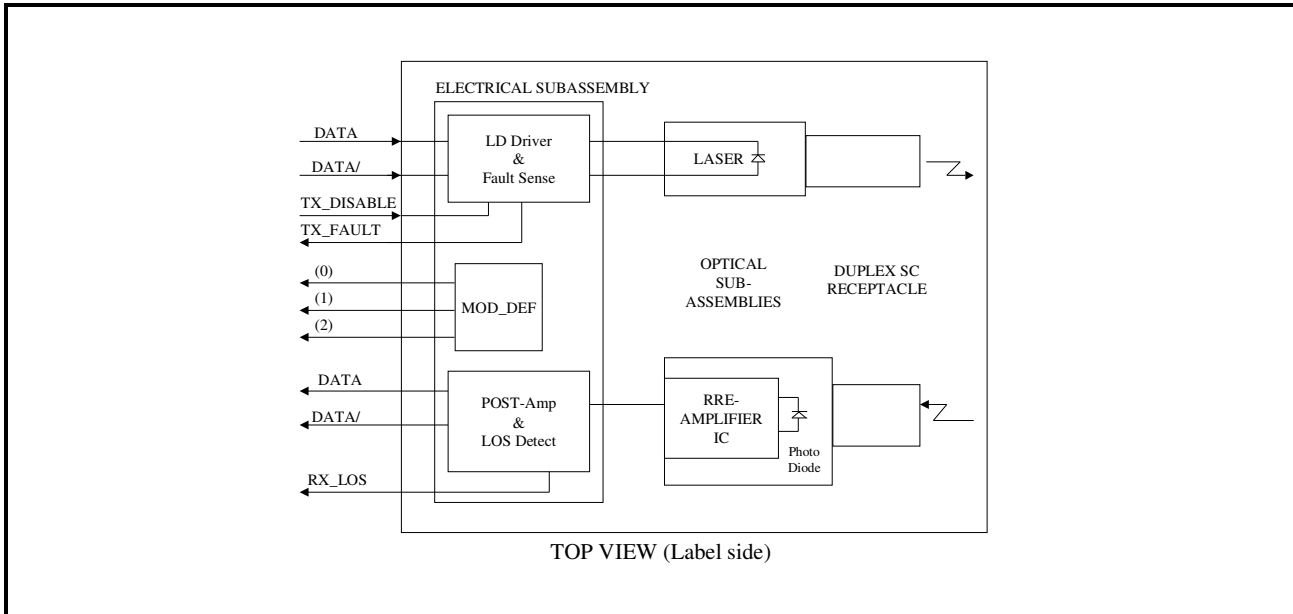 ELECTRICAL SUBASSEMBLY
DATA
DATA/
TX_DISABLE
TX_FAULT
LD Driver
&
Fault Sense
LASER
(0)
(1)
(2)
MOD_DEF
OPTICAL
SUB-
ASSEMBLIES
DUPLEX SC
RECEPTACLE
DATA
DATA/
RX_LOS
POST-Amp
&
LOS Detect
RRE-
AMPLIFIER
IC
Photo
Diode
TOP VIEW (Label side)